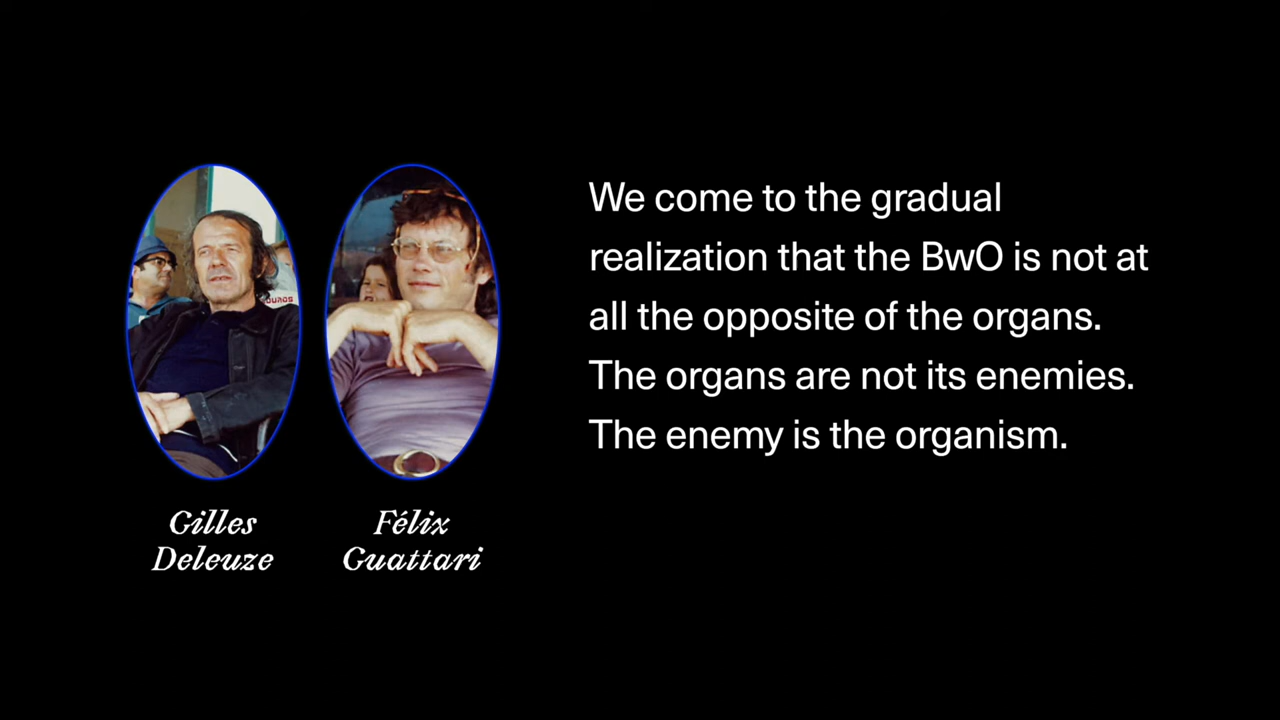 We come to the gradual
realization that the BwO is not at
all the opposite of the organs.
The organs are not its enemies.
The enemy is the organism.
Gilles
Deleuze
Félix
Guattari